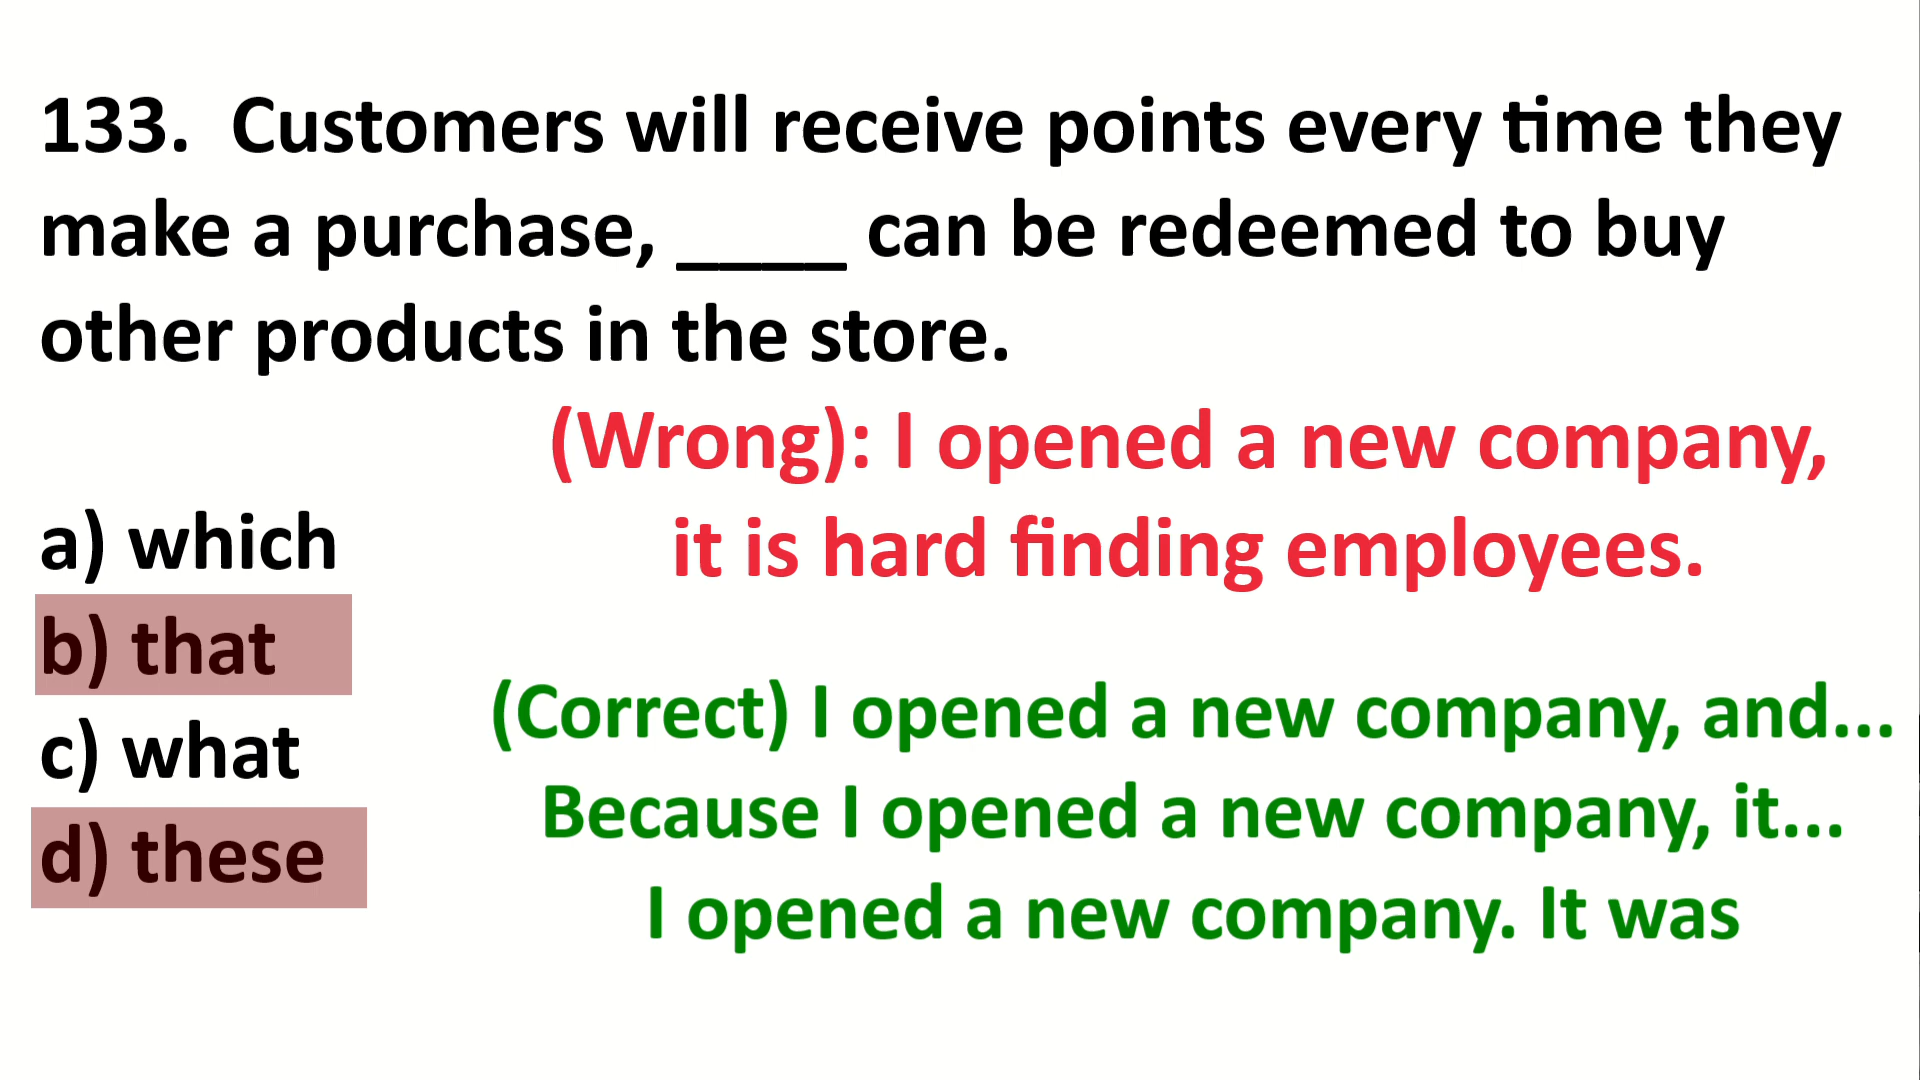 133.  Customers will receive points every time they
make a purchase, ____ can be redeemed to buy
other products in the store.
(Wrong): I opened a new company,
it is hard finding employees.
a) which
b) that
c) what
d) these
(Correct) I opened a new company, and...
Because I opened a new company, it...
I opened a new company. It was